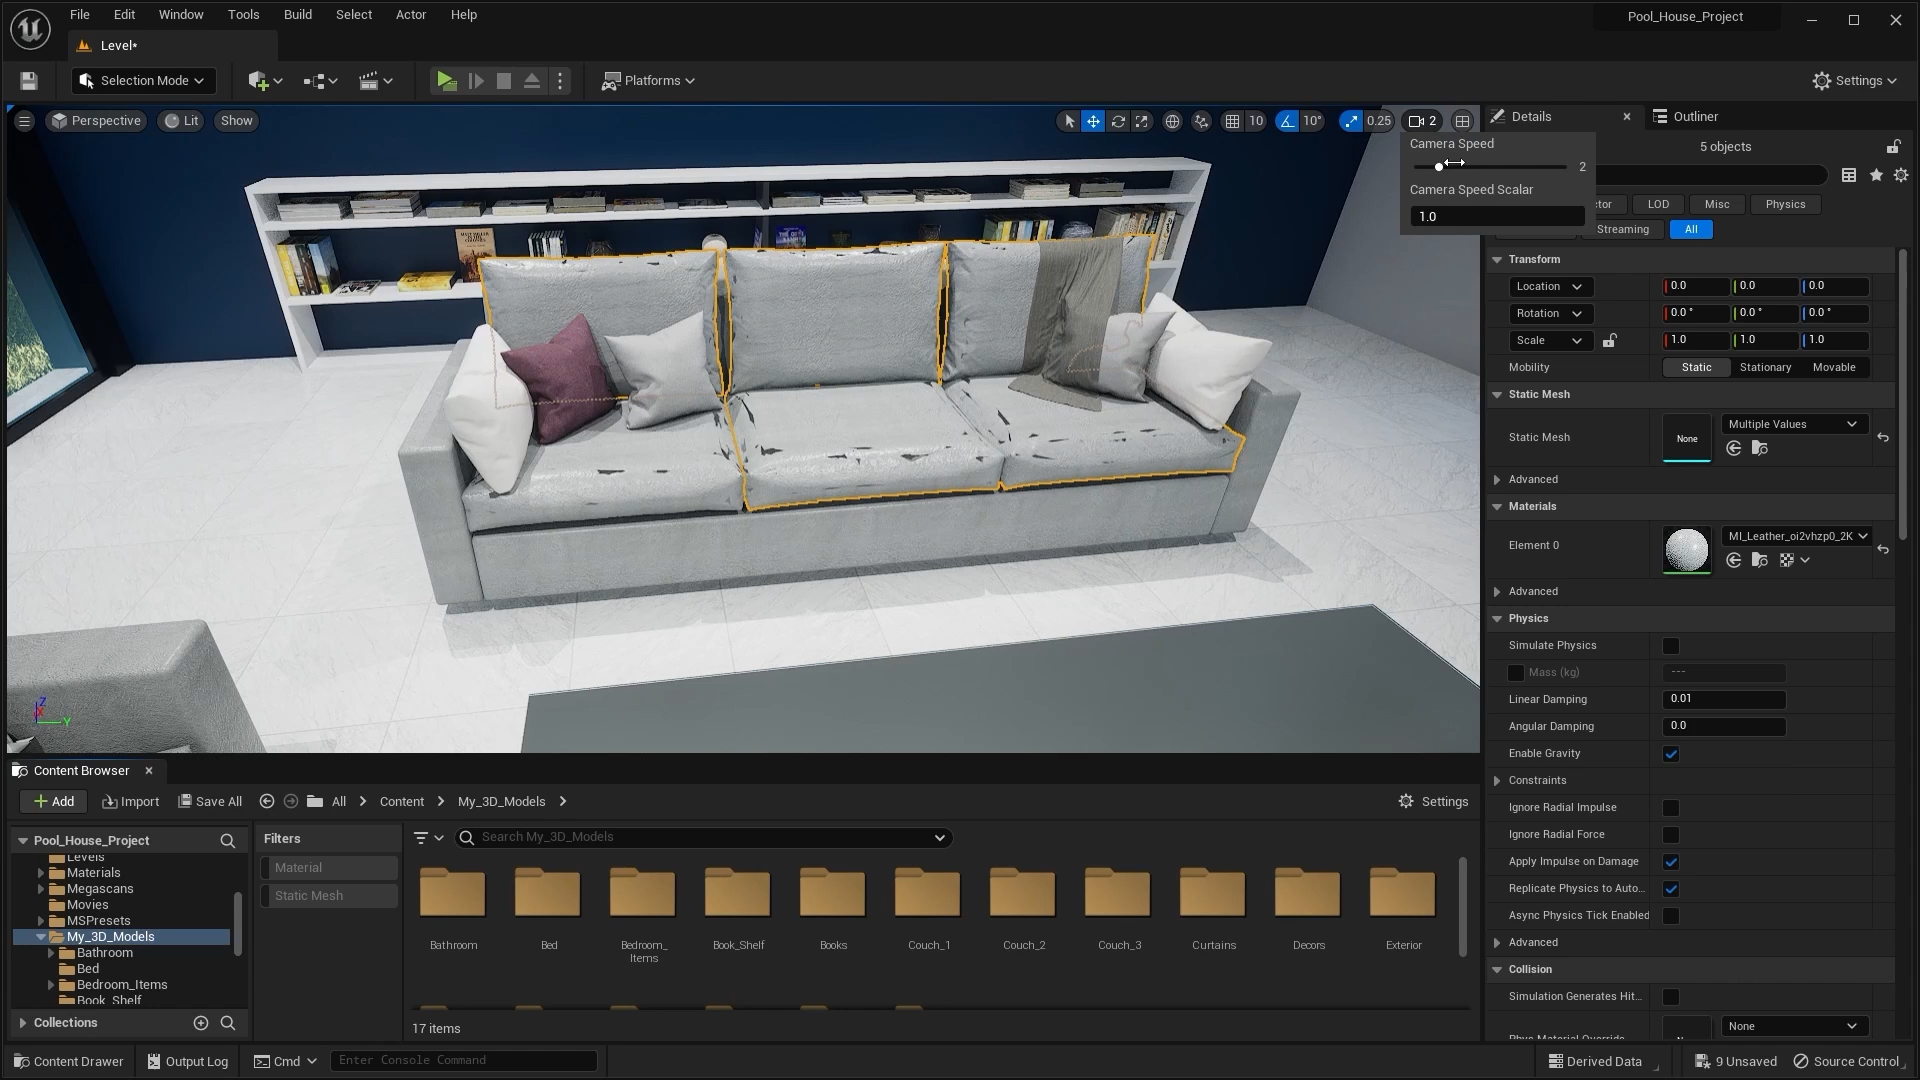 File Edit Window Tools Build Select Actor Help
Pool_House_Project
Level*
Selection Mode
Platforms
Settings
Perspective
Lit
Show
10
10°
0.25
2
Details
Outliner
Camera Speed
2
Camera Speed Scalar
1.0
5 objects
LOD
Misc
Physics
Streaming
All
Transform
Location
0.0 0.0 0.0
Rotation
0.0 ° 0.0 ° 0.0 °
Scale
1.0 1.0 1.0
Mobility
Static Stationary Movable
Static Mesh
Static Mesh
None
Multiple Values
Advanced
Materials
Element 0
MI_Leather_oi2vhzp0_2K
Advanced
Physics
Simulate Physics
Mass (kg)
---
Linear Damping
0.01
Angular Damping
0.0
Enable Gravity
Constraints
Ignore Radial Impulse
Ignore Radial Force
Apply Impulse on Damage
Replicate Physics to Auto...
Async Physics Tick Enabled
Advanced
Collision
Simulation Generates Hit...
None
Z
Y
Content Browser
Add
Import
Save All
All
Content
My_3D_Models
Settings
Pool_House_Project
Levels
Materials
Megascans
Movies
MSPresets
My_3D_Models
Bathroom
Bed
Bedroom_Items
Book_Shelf
Collections
Filters
Material
Static Mesh
Search My_3D_Models
Bathroom
Bed
Bedroom_
Items
Book_Shelf
Books
Couch_1
Couch_2
Couch_3
Curtains
Decors
Exterior
17 items
Content Drawer
Output Log
Cmd
Enter Console Command
Derived Data
9 Unsaved
Source Control